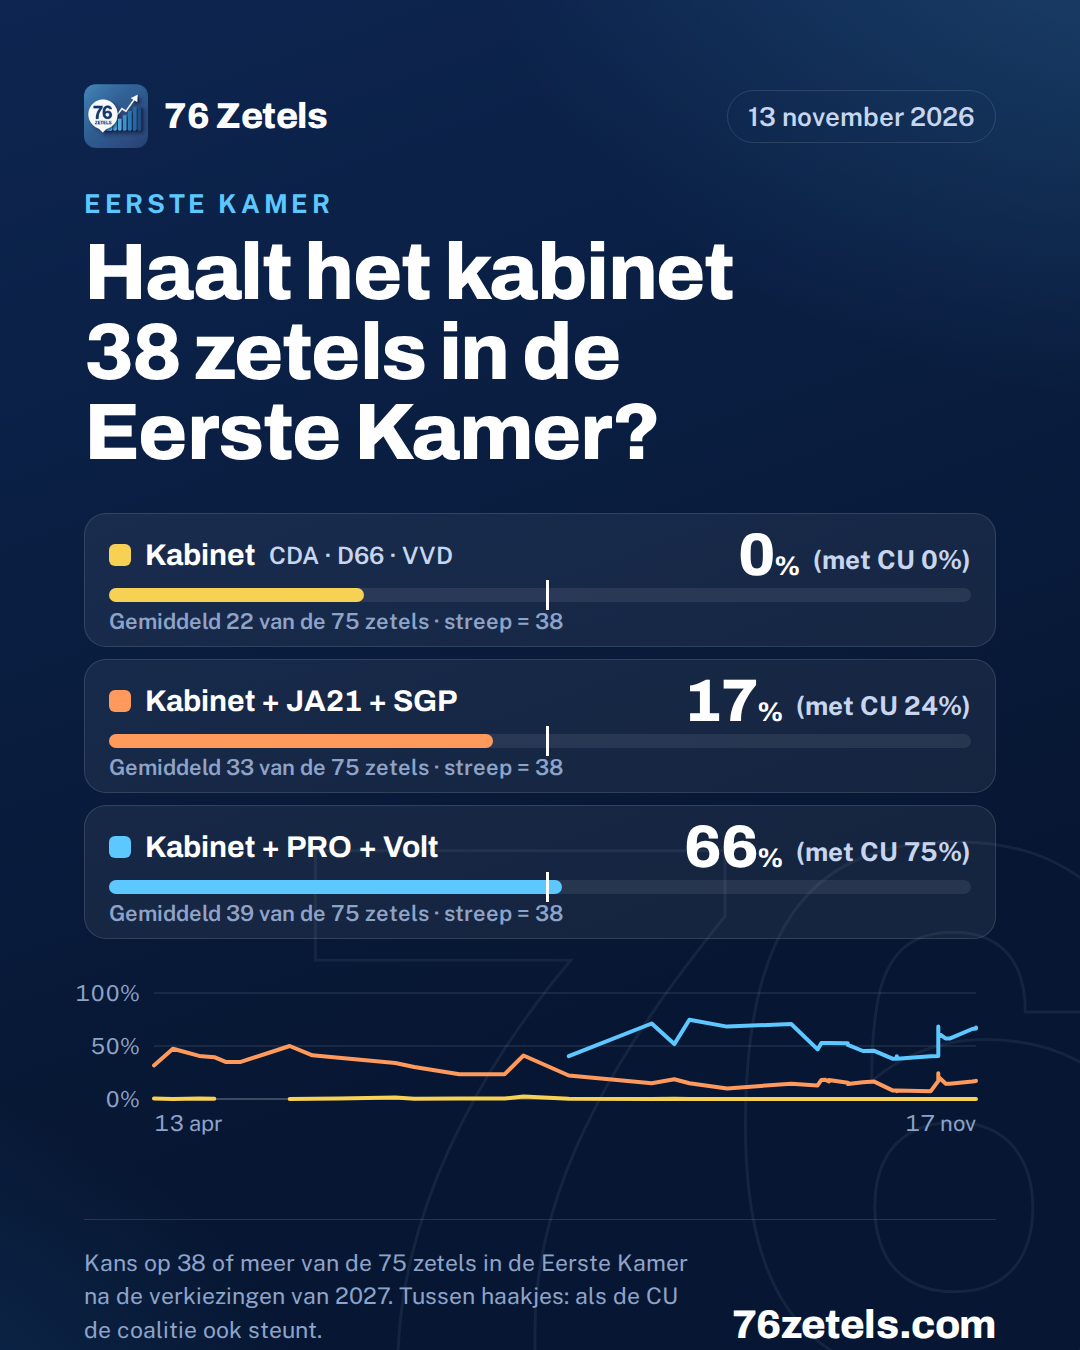 76
ZETELS
76 Zetels
13 november 2026
EERSTE KAMER
Haalt het kabinet
38 zetels in de
Eerste Kamer?
Kabinet CDA · D66 · VVD 0% (met CU 0%)
Gemiddeld 22 van de 75 zetels · streep = 38
Kabinet + JA21 + SGP 17% (met CU 24%)
Gemiddeld 33 van de 75 zetels · streep = 38
Kabinet + PRO + Volt 66% (met CU 75%)
Gemiddeld 39 van de 75 zetels · streep = 38
100%
50%
0%
13 apr 17 nov
Kans op 38 of meer van de 75 zetels in de Eerste Kamer
na de verkiezingen van 2027. Tussen haakjes: als de CU
de coalitie ook steunt.
76zetels.com
76